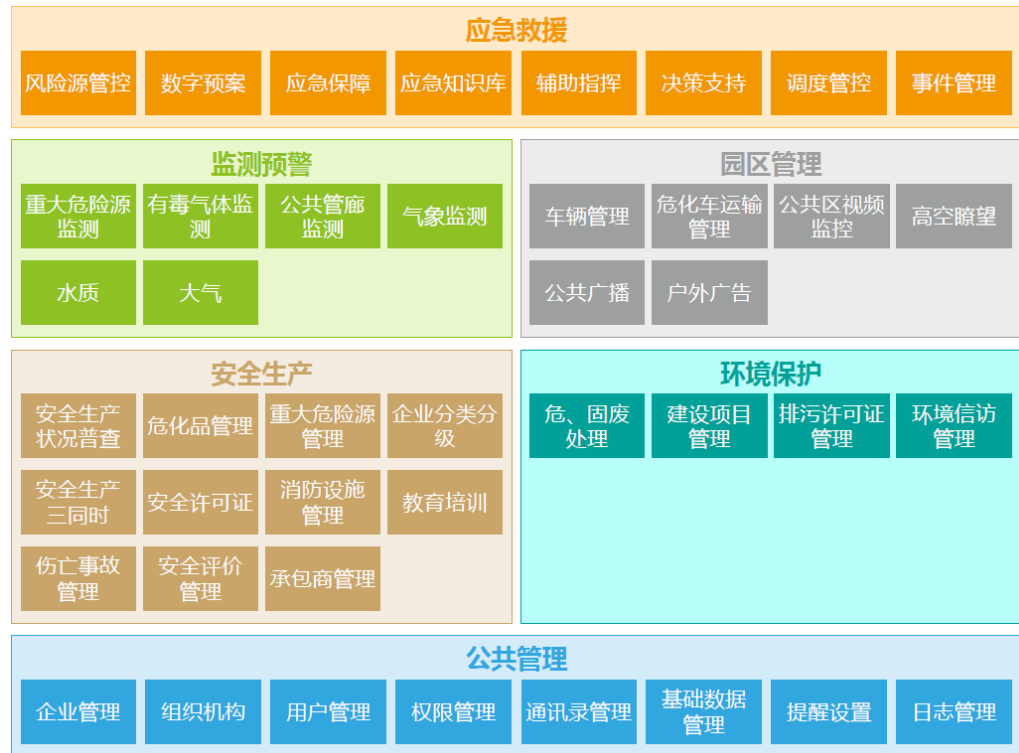 应急救援
风险源管控
数字预案
应急保障
应急知识库
辅助指挥
决策支持
调度管控
事件管理
监测预警
重大危险源
监测
有毒气体监
测
公共管廊
监测
气象监测
水质
大气
园区管理
车辆管理
危化车运输
管理
公共区视频
监控
高空瞭望
公共广播
户外广告
安全生产
安全生产
状况普查
危化品管理
重大危险源
管理
企业分类分
级
安全生产
三同时
安全许可证
消防设施
管理
教育培训
伤亡事故
管理
安全评价
管理
承包商管理
环境保护
危、固废
处理
建设项目
管理
排污许可证
管理
环境信访
管理
公共管理
企业管理
组织机构
用户管理
权限管理
通讯录管理
基础数据
管理
提醒设置
日志管理